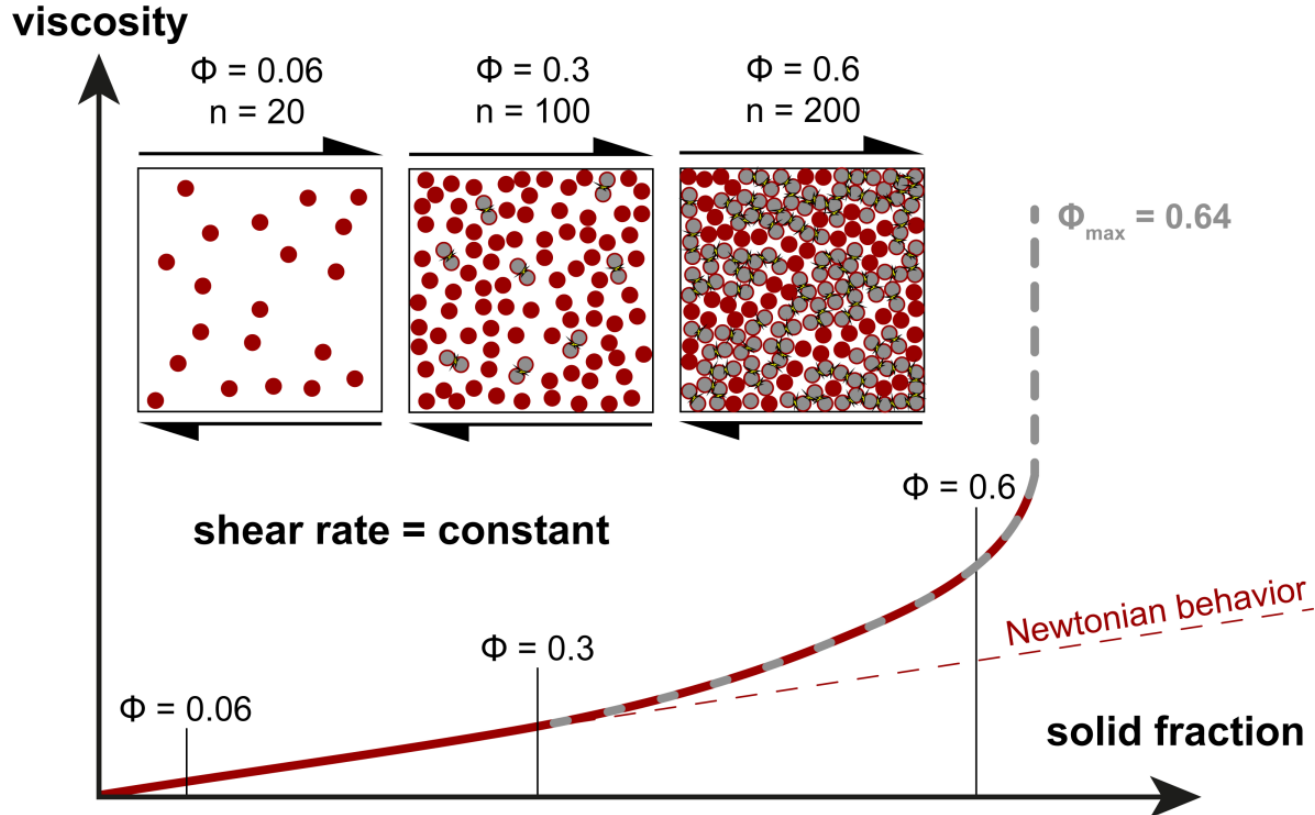 viscosity
Φ = 0.06
n = 20
Φ = 0.3
n = 100
Φ = 0.6
n = 200
Φmax = 0.64
Φ = 0.6
shear rate = constant
Newtonian behavior
Φ = 0.3
Φ = 0.06
solid fraction